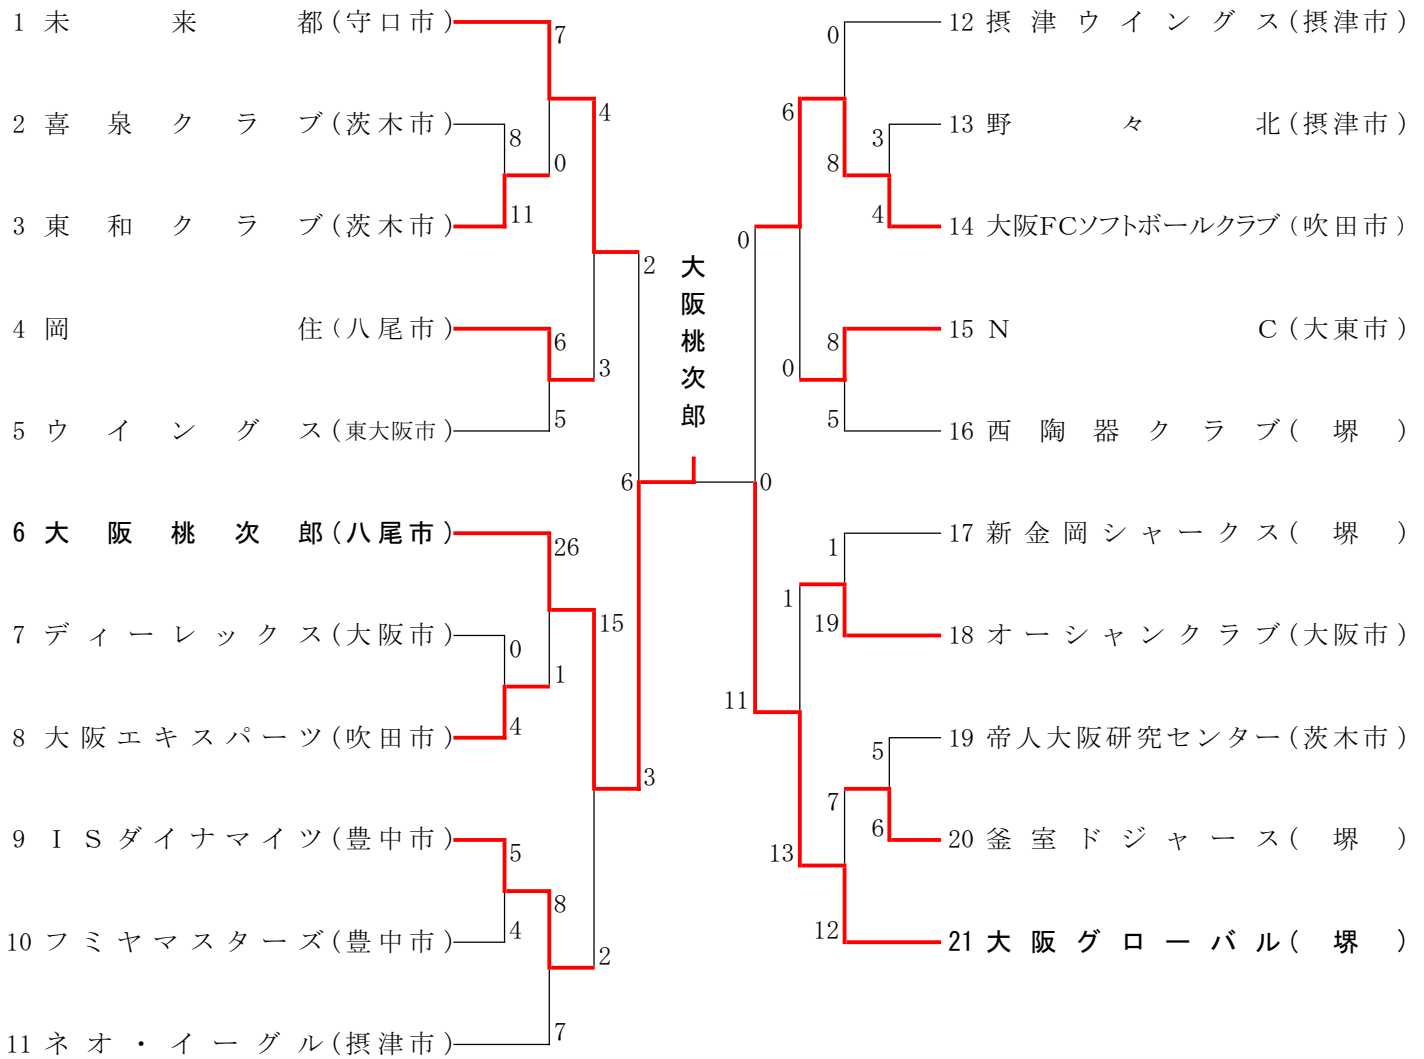 1 未来都(守口市)
7
2 喜泉クラブ(茨木市)
8
4
0
3 東和クラブ(茨木市)
11
2
4 岡住(八尾市)
6
3
5 ウイングス(東大阪市)
5
6
6 大阪桃次郎(八尾市)
26
15
7 ディーレックス(大阪市)
0
1
8 大阪エキスパーツ(吹田市)
4
3
9 ISダイナマイツ(豊中市)
5
8
10 フミヤマスターズ(豊中市)
4
2
11 ネオ・イーグル(摂津市)
7
大阪桃次郎
0
12 摂津ウイングス(摂津市)
6
3
13 野々北(摂津市)
8
4
14 大阪FCソフトボールクラブ(吹田市)
0
8
15 NC(大東市)
0
5
16 西陶器クラブ(堺)
0
1
17 新金岡シャークス(堺)
1
19
18 オーシャンクラブ(大阪市)
11
5
19 帝人大阪研究センター(茨木市)
7
6
20 釜室ドジャース(堺)
13
12
21 大阪グローバル(堺)